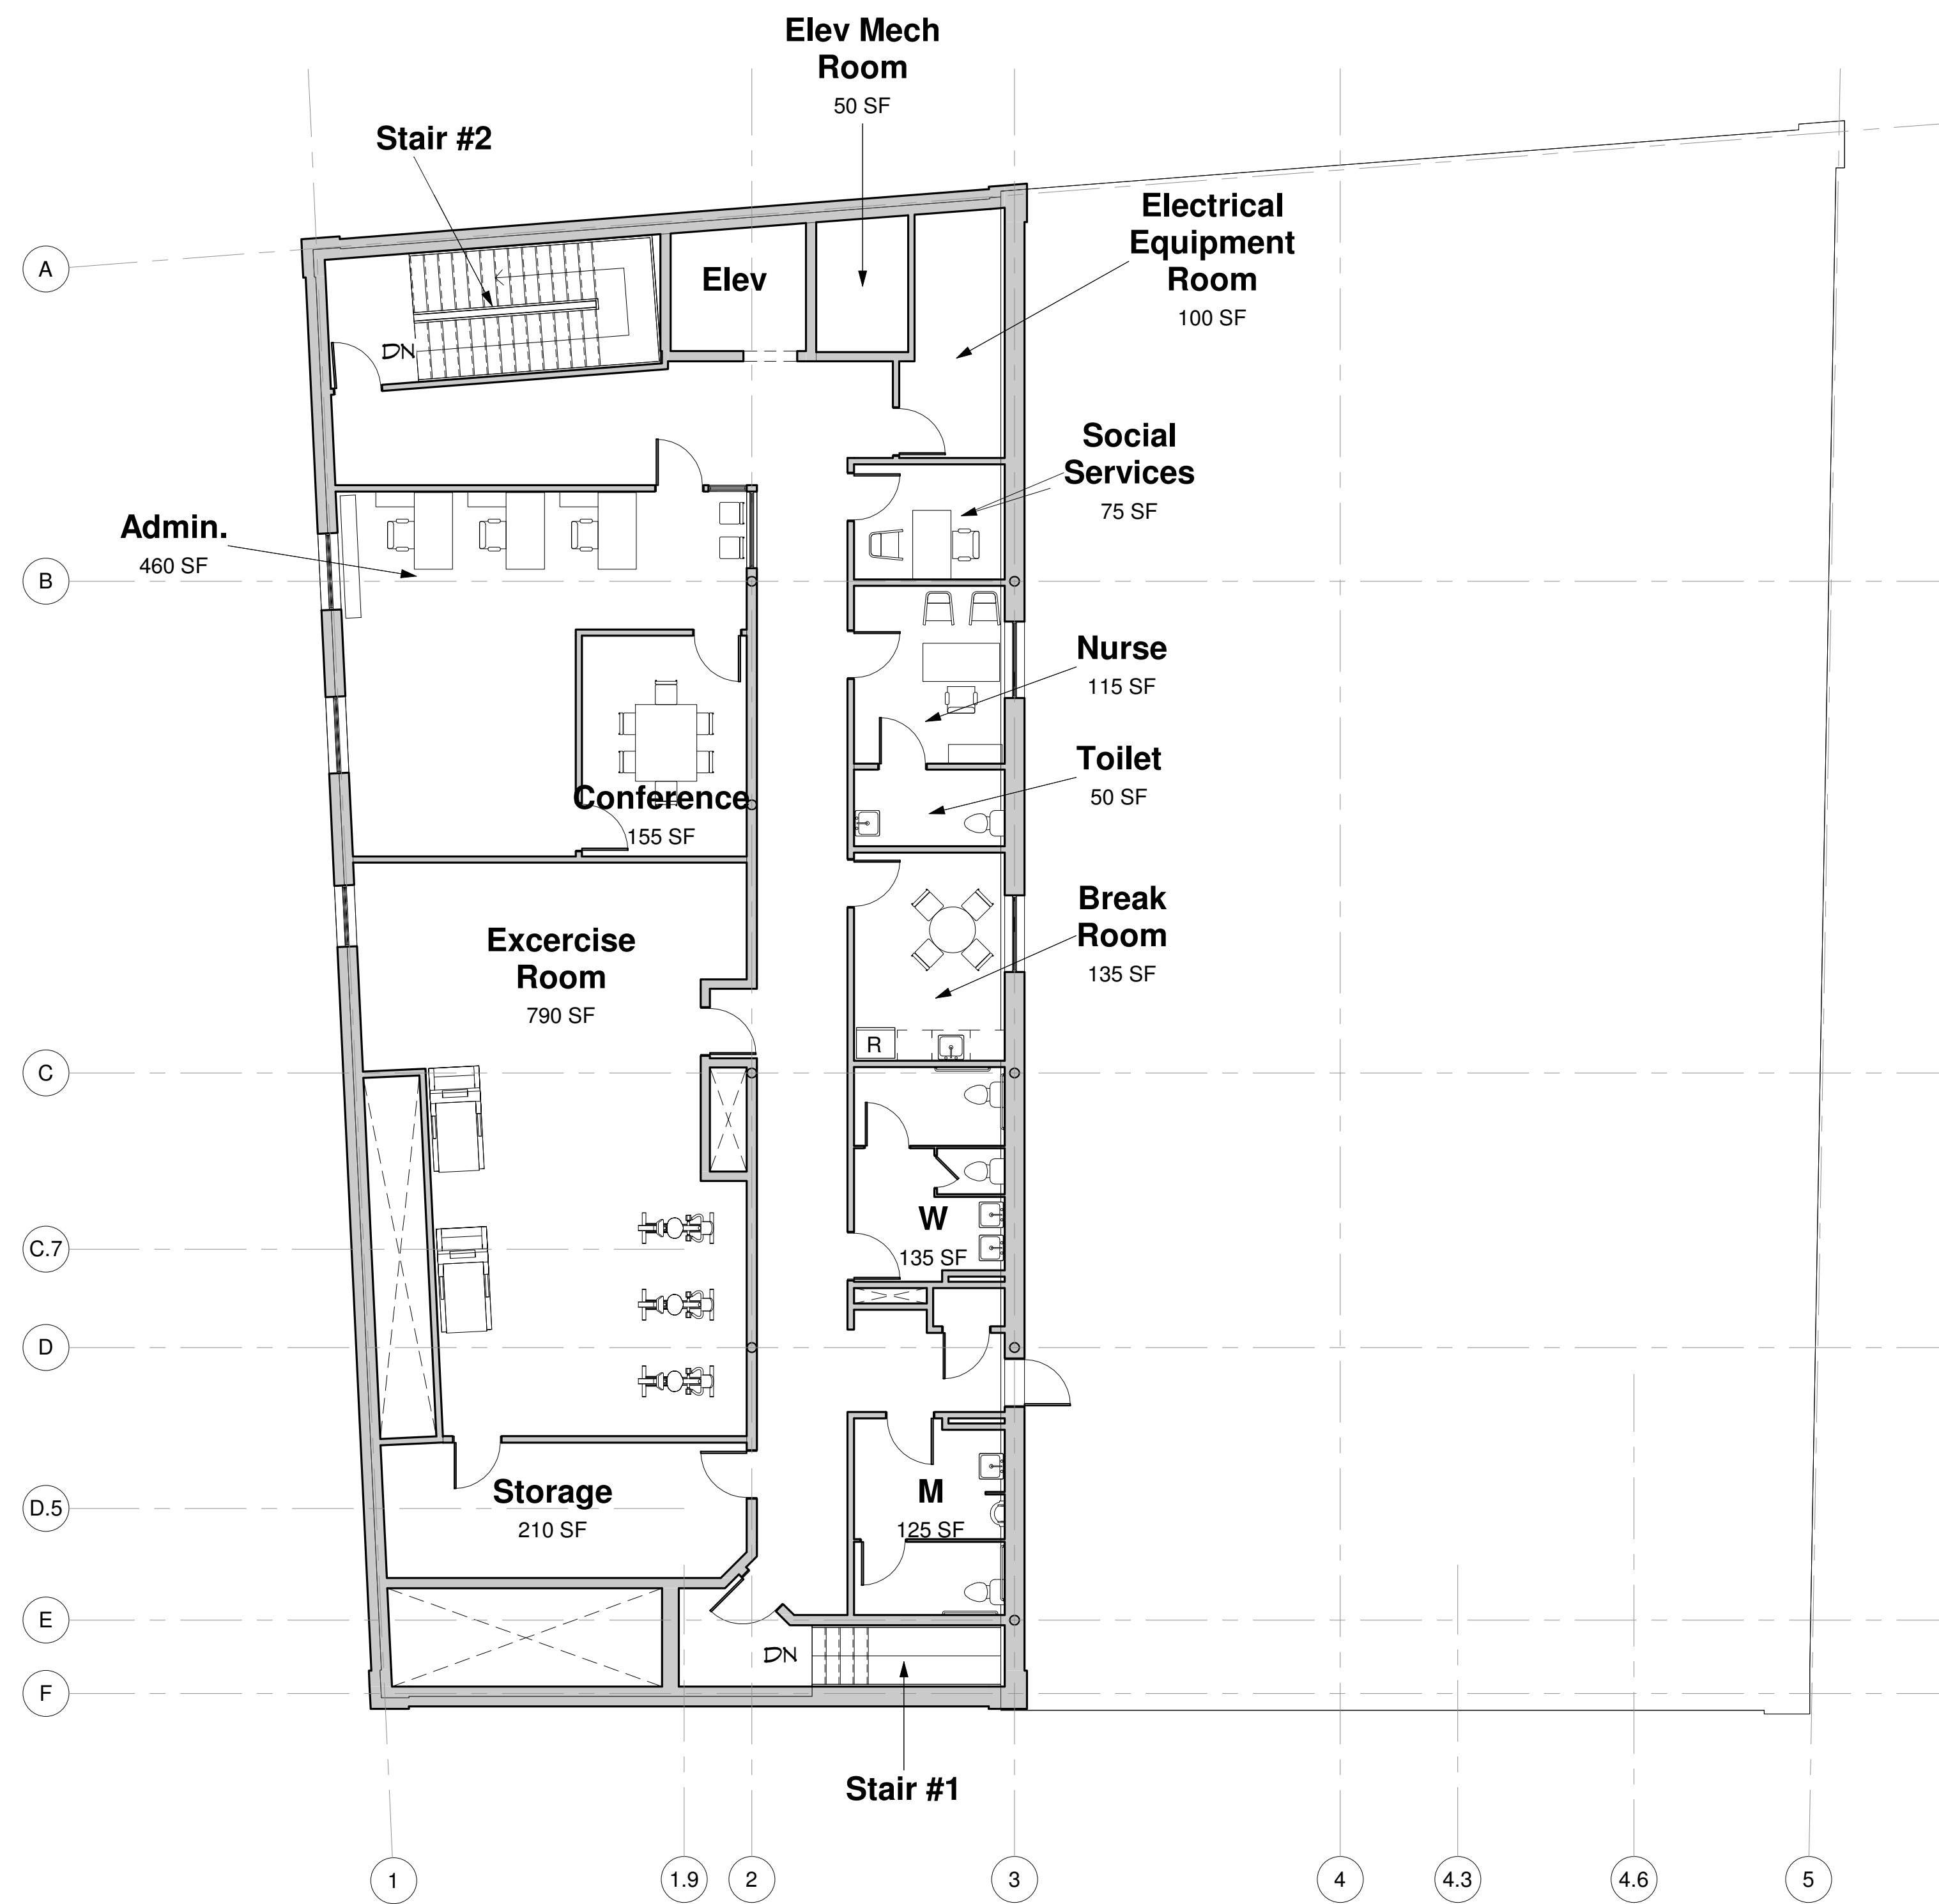 Elev Mech
Room
50 SF
Stair #2
Electrical
Equipment
Room
100 SF
A
Elev
DN
Social
Services
75 SF
Admin.
460 SF
B
Nurse
115 SF
Toilet
50 SF
Conference
155 SF
Break
Room
135 SF
Excercise
Room
790 SF
R
C
W
135 SF
C.7
D
Storage
210 SF
M
125 SF
D.5
E
DN
F
Stair #1
1
1.9
2
3
4
4.3
4.6
5